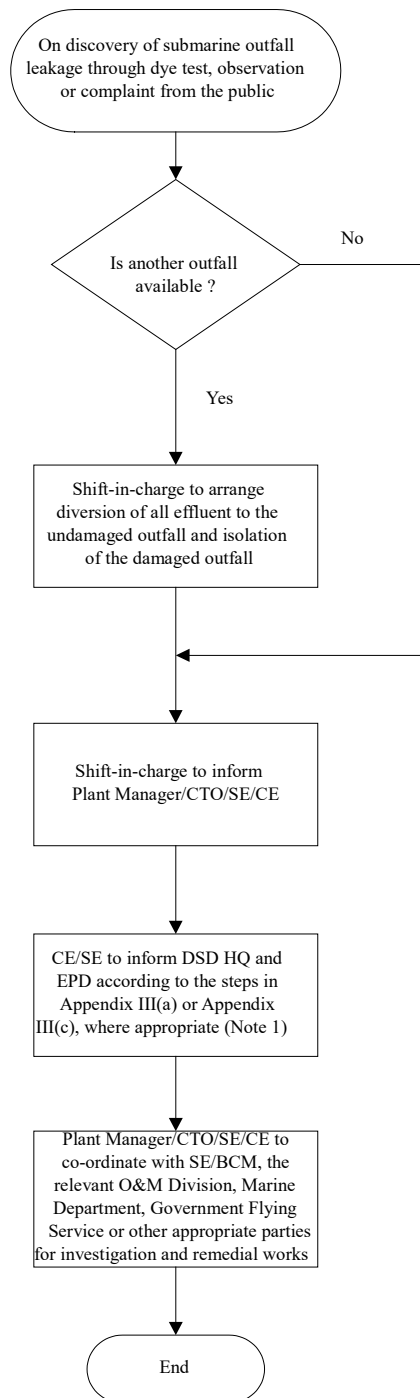 On discovery of submarine outfall
leakage through dye test, observation
or complaint from the public
Is another outfall
available ?
No
Yes
Shift-in-charge to arrange
diversion of all effluent to the
undamaged outfall and isolation
of the damaged outfall
Shift-in-charge to inform
Plant Manager/CTO/SE/CE
CE/SE to inform DSD HQ and
EPD according to the steps in
Appendix III(a) or Appendix
III(c), where appropriate (Note 1)
Plant Manager/CTO/SE/CE to
co-ordinate with SE/BCM, the
relevant O&M Division, Marine
Department, Government Flying
Service or other appropriate parties
for investigation and remedial works
End